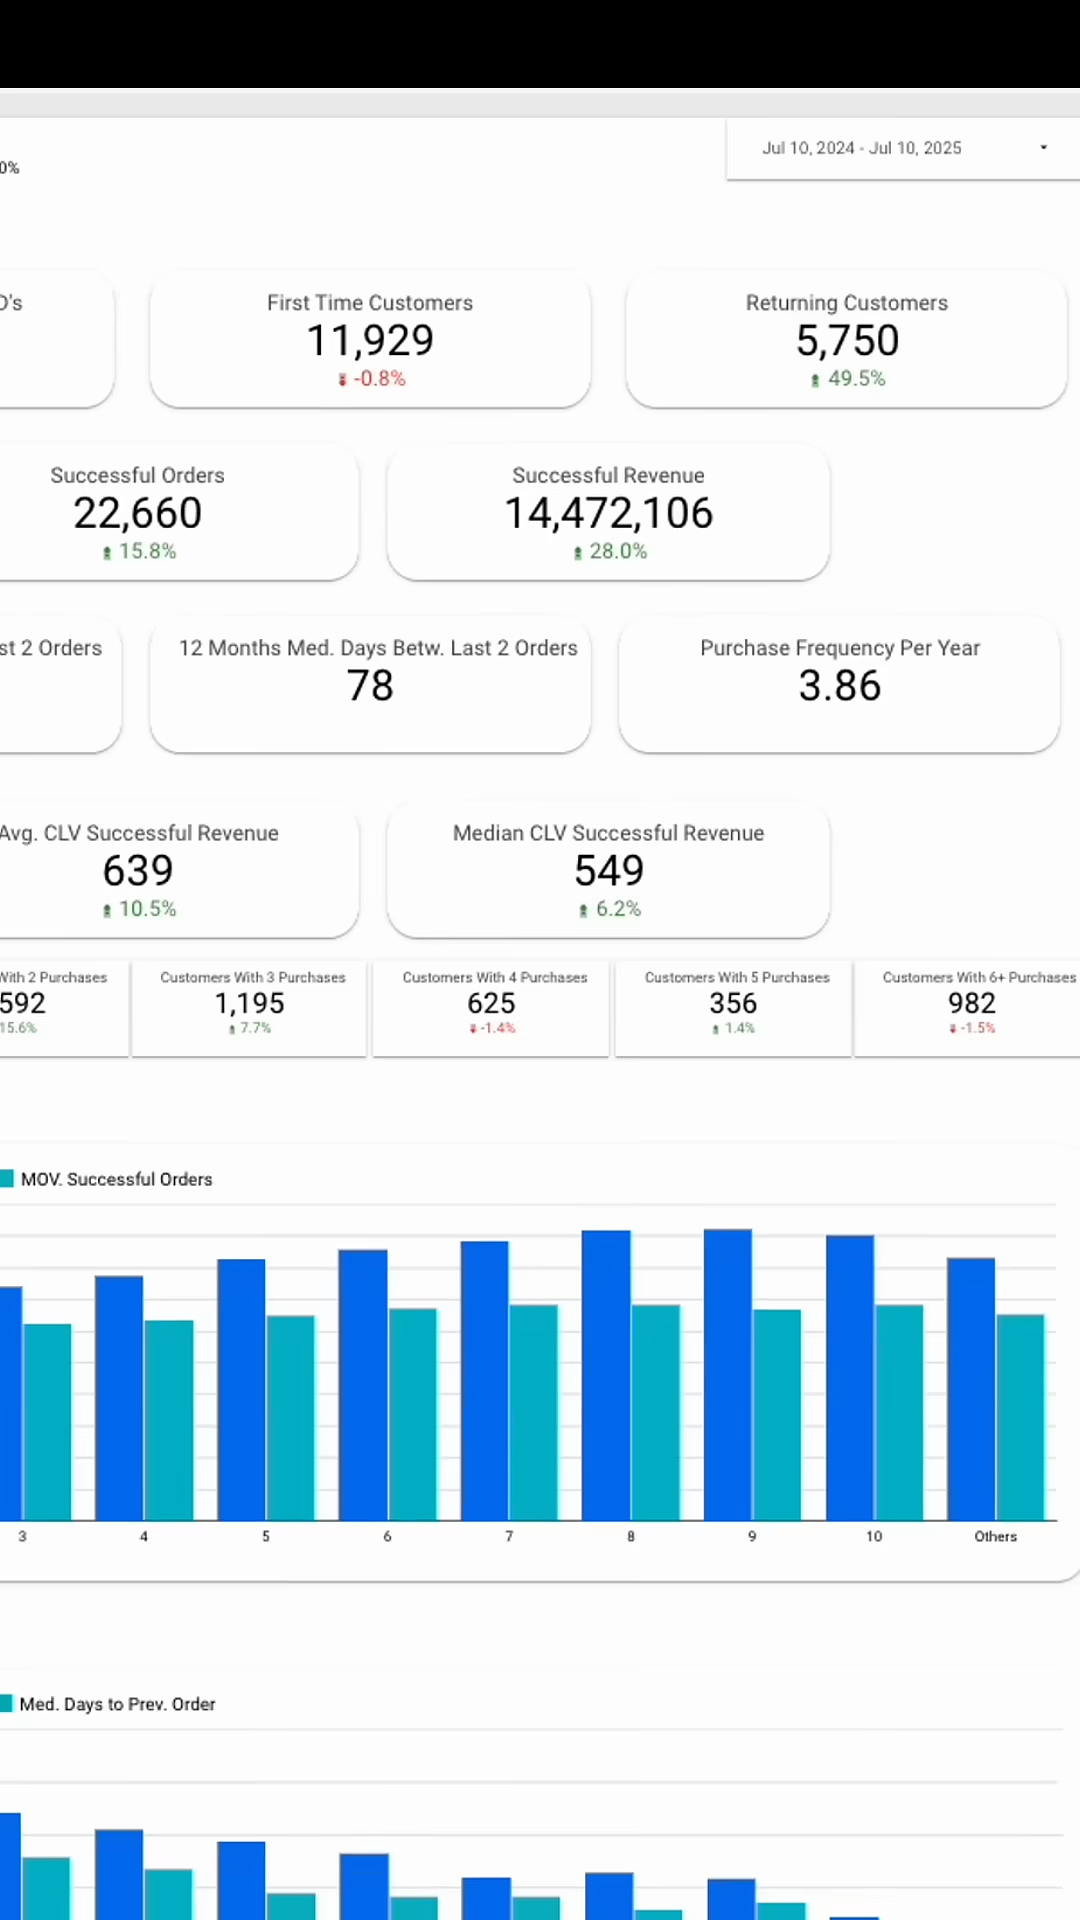 Jul 10, 2024 - Jul 10, 2025
0%
First Time Customers
11,929
-0.8%
Returning Customers
5,750
49.5%
Successful Orders
22,660
15.8%
Successful Revenue
14,472,106
28.0%
st 2 Orders
12 Months Med. Days Betw. Last 2 Orders
78
Purchase Frequency Per Year
3.86
Avg. CLV Successful Revenue
639
10.5%
Median CLV Successful Revenue
549
6.2%
With 2 Purchases
592
15.6%
Customers With 3 Purchases
1,195
7.7%
Customers With 4 Purchases
625
-1.4%
Customers With 5 Purchases
356
1.4%
Customers With 6+ Purchases
982
-1.5%
MOV. Successful Orders
3 4 5 6 7 8 9 10 Others
Med. Days to Prev. Order